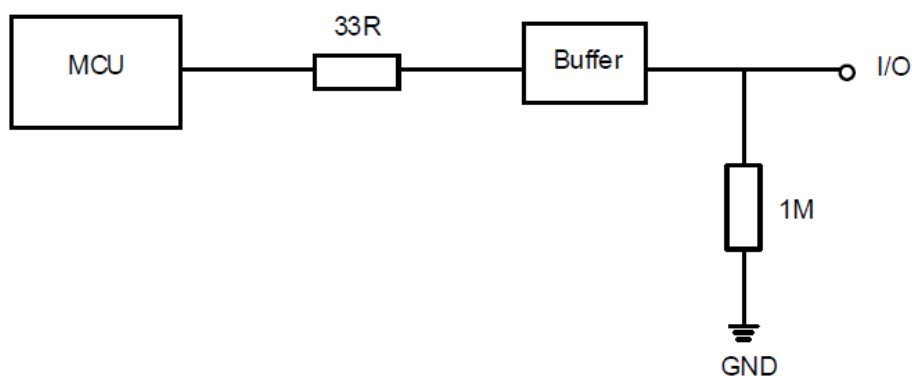 33R
MCU
Buffer
I/O
1M
GND